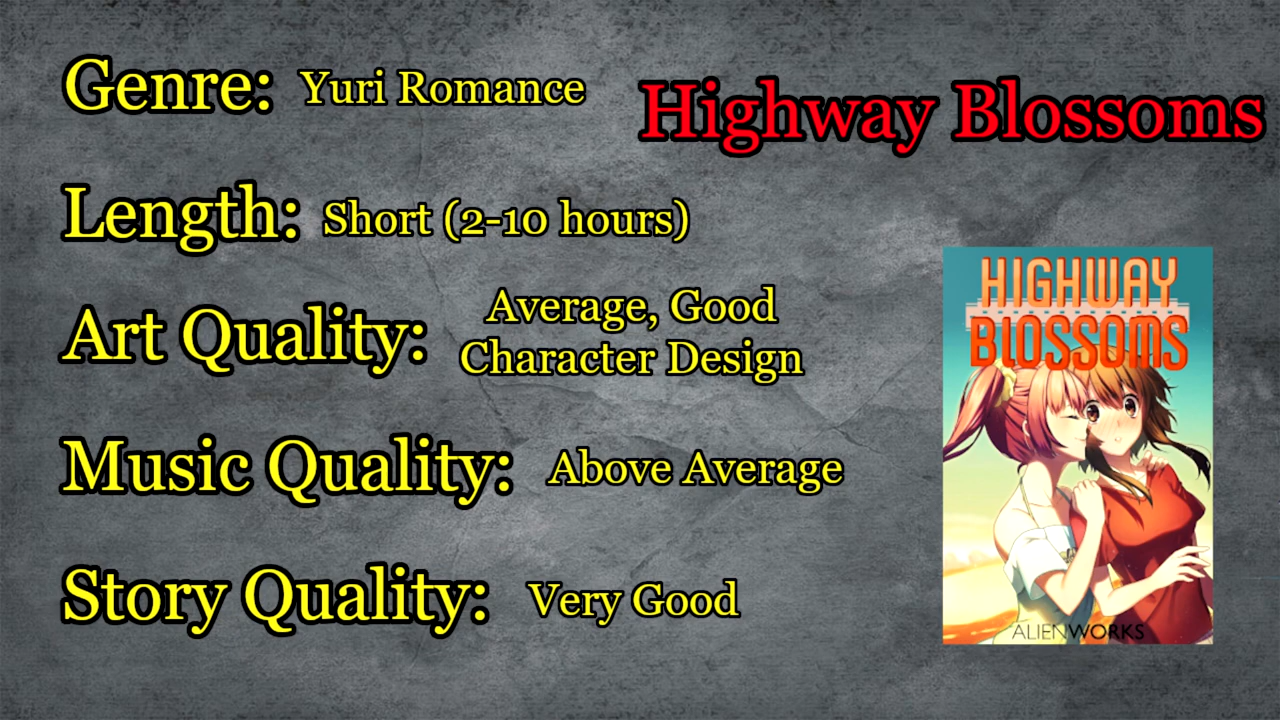 Genre: Yuri Romance
Highway Blossoms
Length: Short (2-10 hours)
Art Quality: Average, Good
Character Design
Music Quality: Above Average
Story Quality: Very Good
HIGHWAY
BLOSSOMS
ALIENWORKS